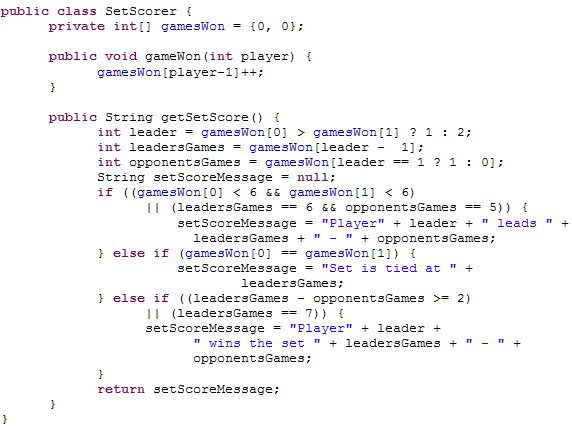 public class SetScorer {
private int[] gamesWon = {0, 0};
public void gameWon(int player) {
gamesWon[player-1]++;
}
public String getSetScore() {
int leader = gamesWon[0] > gamesWon[1] ? 1 : 2;
int leadersGames = gamesWon[leader -  1];
int opponentsGames = gamesWon[leader == 1 ? 1 : 0];
String setScoreMessage = null;
if ((gamesWon[0] < 6 && gamesWon[1] < 6)
|| (leadersGames == 6 && opponentsGames == 5)) {
setScoreMessage = "Player" + leader + " leads " +
leadersGames + " - " + opponentsGames;
} else if (gamesWon[0] == gamesWon[1]) {
setScoreMessage = "Set is tied at " +
leadersGames;
} else if ((leadersGames - opponentsGames >= 2)
|| (leadersGames == 7)) {
setScoreMessage = "Player" + leader +
" wins the set " + leadersGames + " - " +
opponentsGames;
}
return setScoreMessage;
}
}